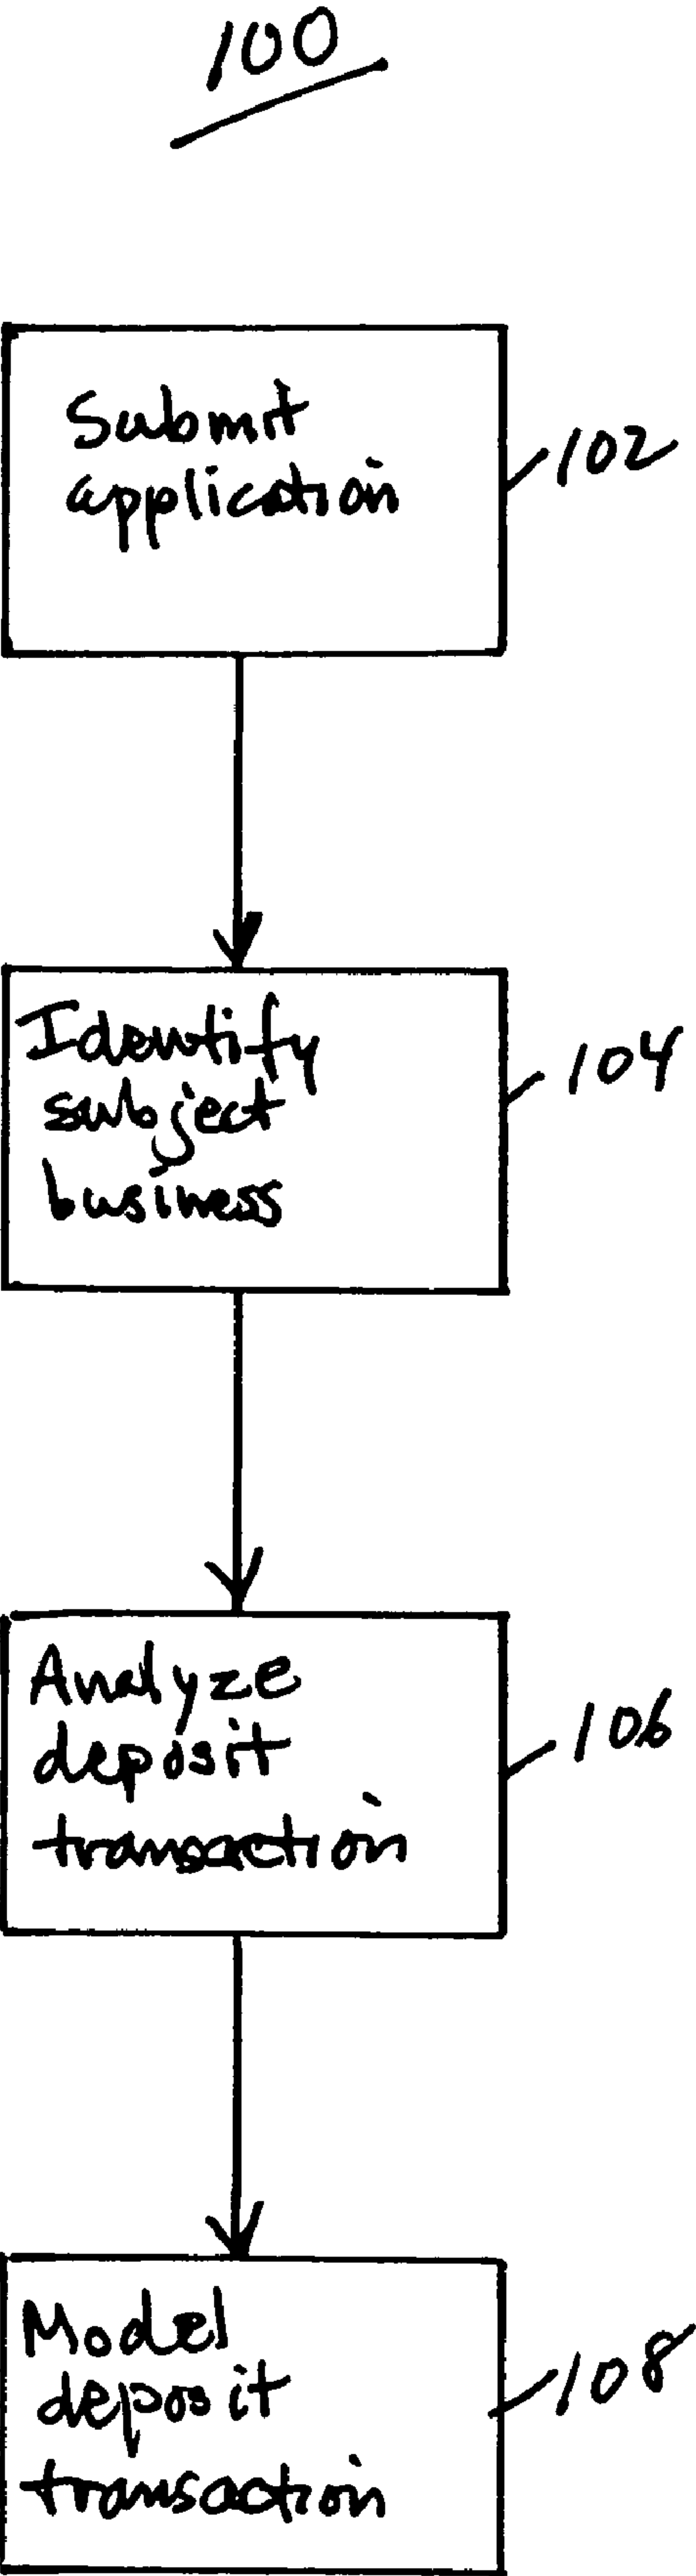 100
Submit
application
102
Identify
subject
business
104
Analyze
deposit
transaction
106
Model
deposit
transaction
108